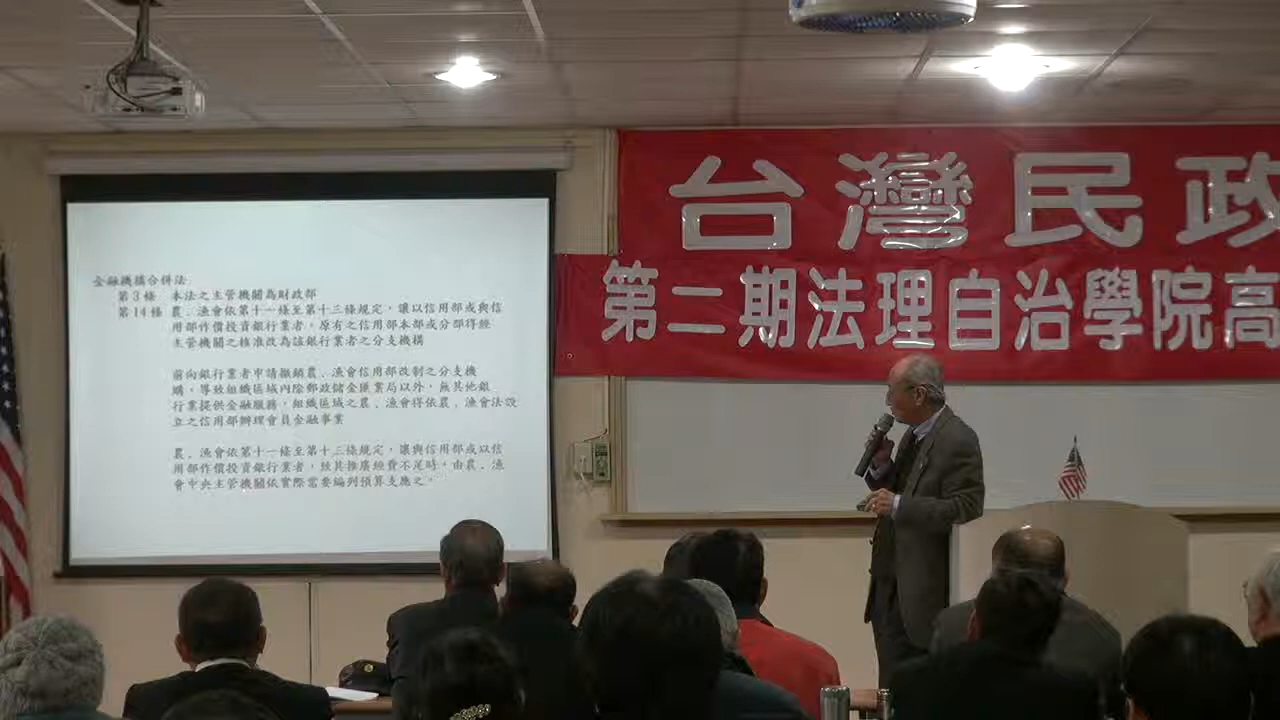 台灣民政
第二期法理自治學院高
金融機構合併法
第3條 本法之主管機關為財政部
第14條 農、漁會依第十一條至第十三條規定，讓以信用部或與信
用部作價投資銀行業者，原有之信用部本部或分部得經
主管機關之核准改為該銀行業者之分支機構
前向銀行業者申請撤銷農、漁會信用部改制之分支機
構，導致組織區域內除郵政儲金匯業局以外，無其他銀
行業提供金融服務，組織區域之農、漁會得依農、漁會法設
立之信用部辦理會員金融事業
農、漁會依第十一條至第十三條規定，讓與信用部或以信
用部作價投資銀行業者，致其推廣經費不足時，由農、漁
會中央主管機關依實際需要編列預算支應之。